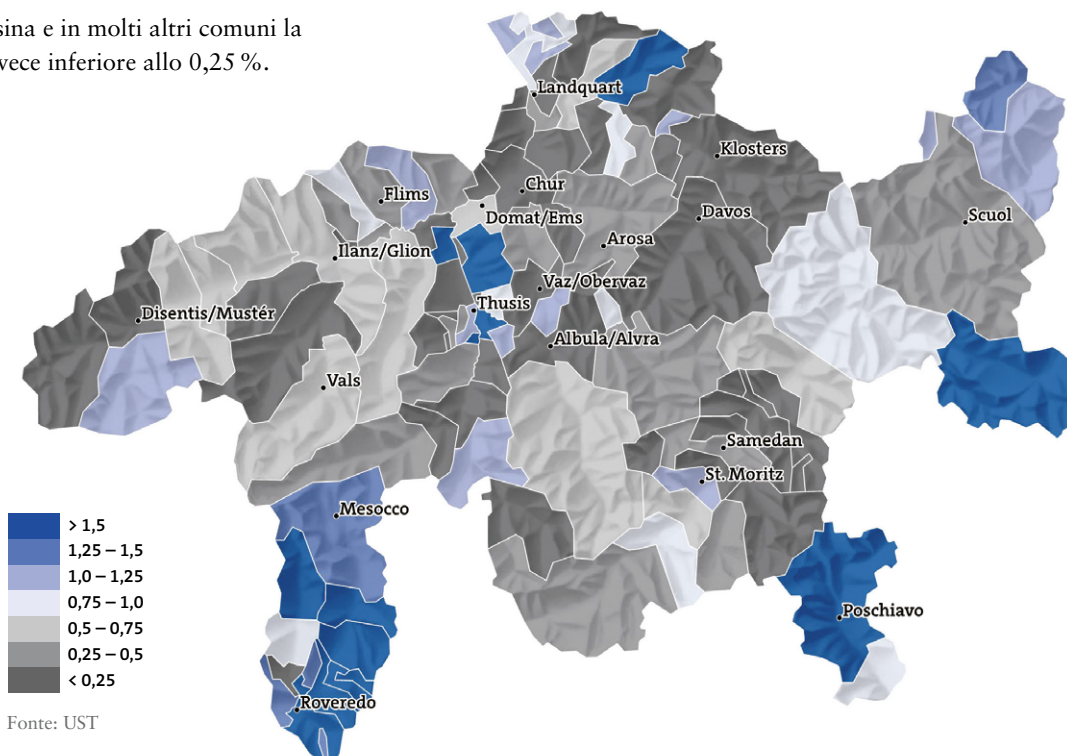 sina e in molti altri comuni la
vece inferiore allo 0,25 %.
Landquart
Klosters
Flims
Chur
Domat/Ems
Davos
Scuol
Arosa
Ilanz/Glion
Vaz/Obervaz
Thusis
Disentis/Mustér
Albula/Alvra
Vals
Samedan
St. Moritz
Mesocco
> 1,5
1,25 – 1,5
1,0 – 1,25
0,75 – 1,0
0,5 – 0,75
0,25 – 0,5
< 0,25
Poschiavo
Roveredo
Fonte: UST